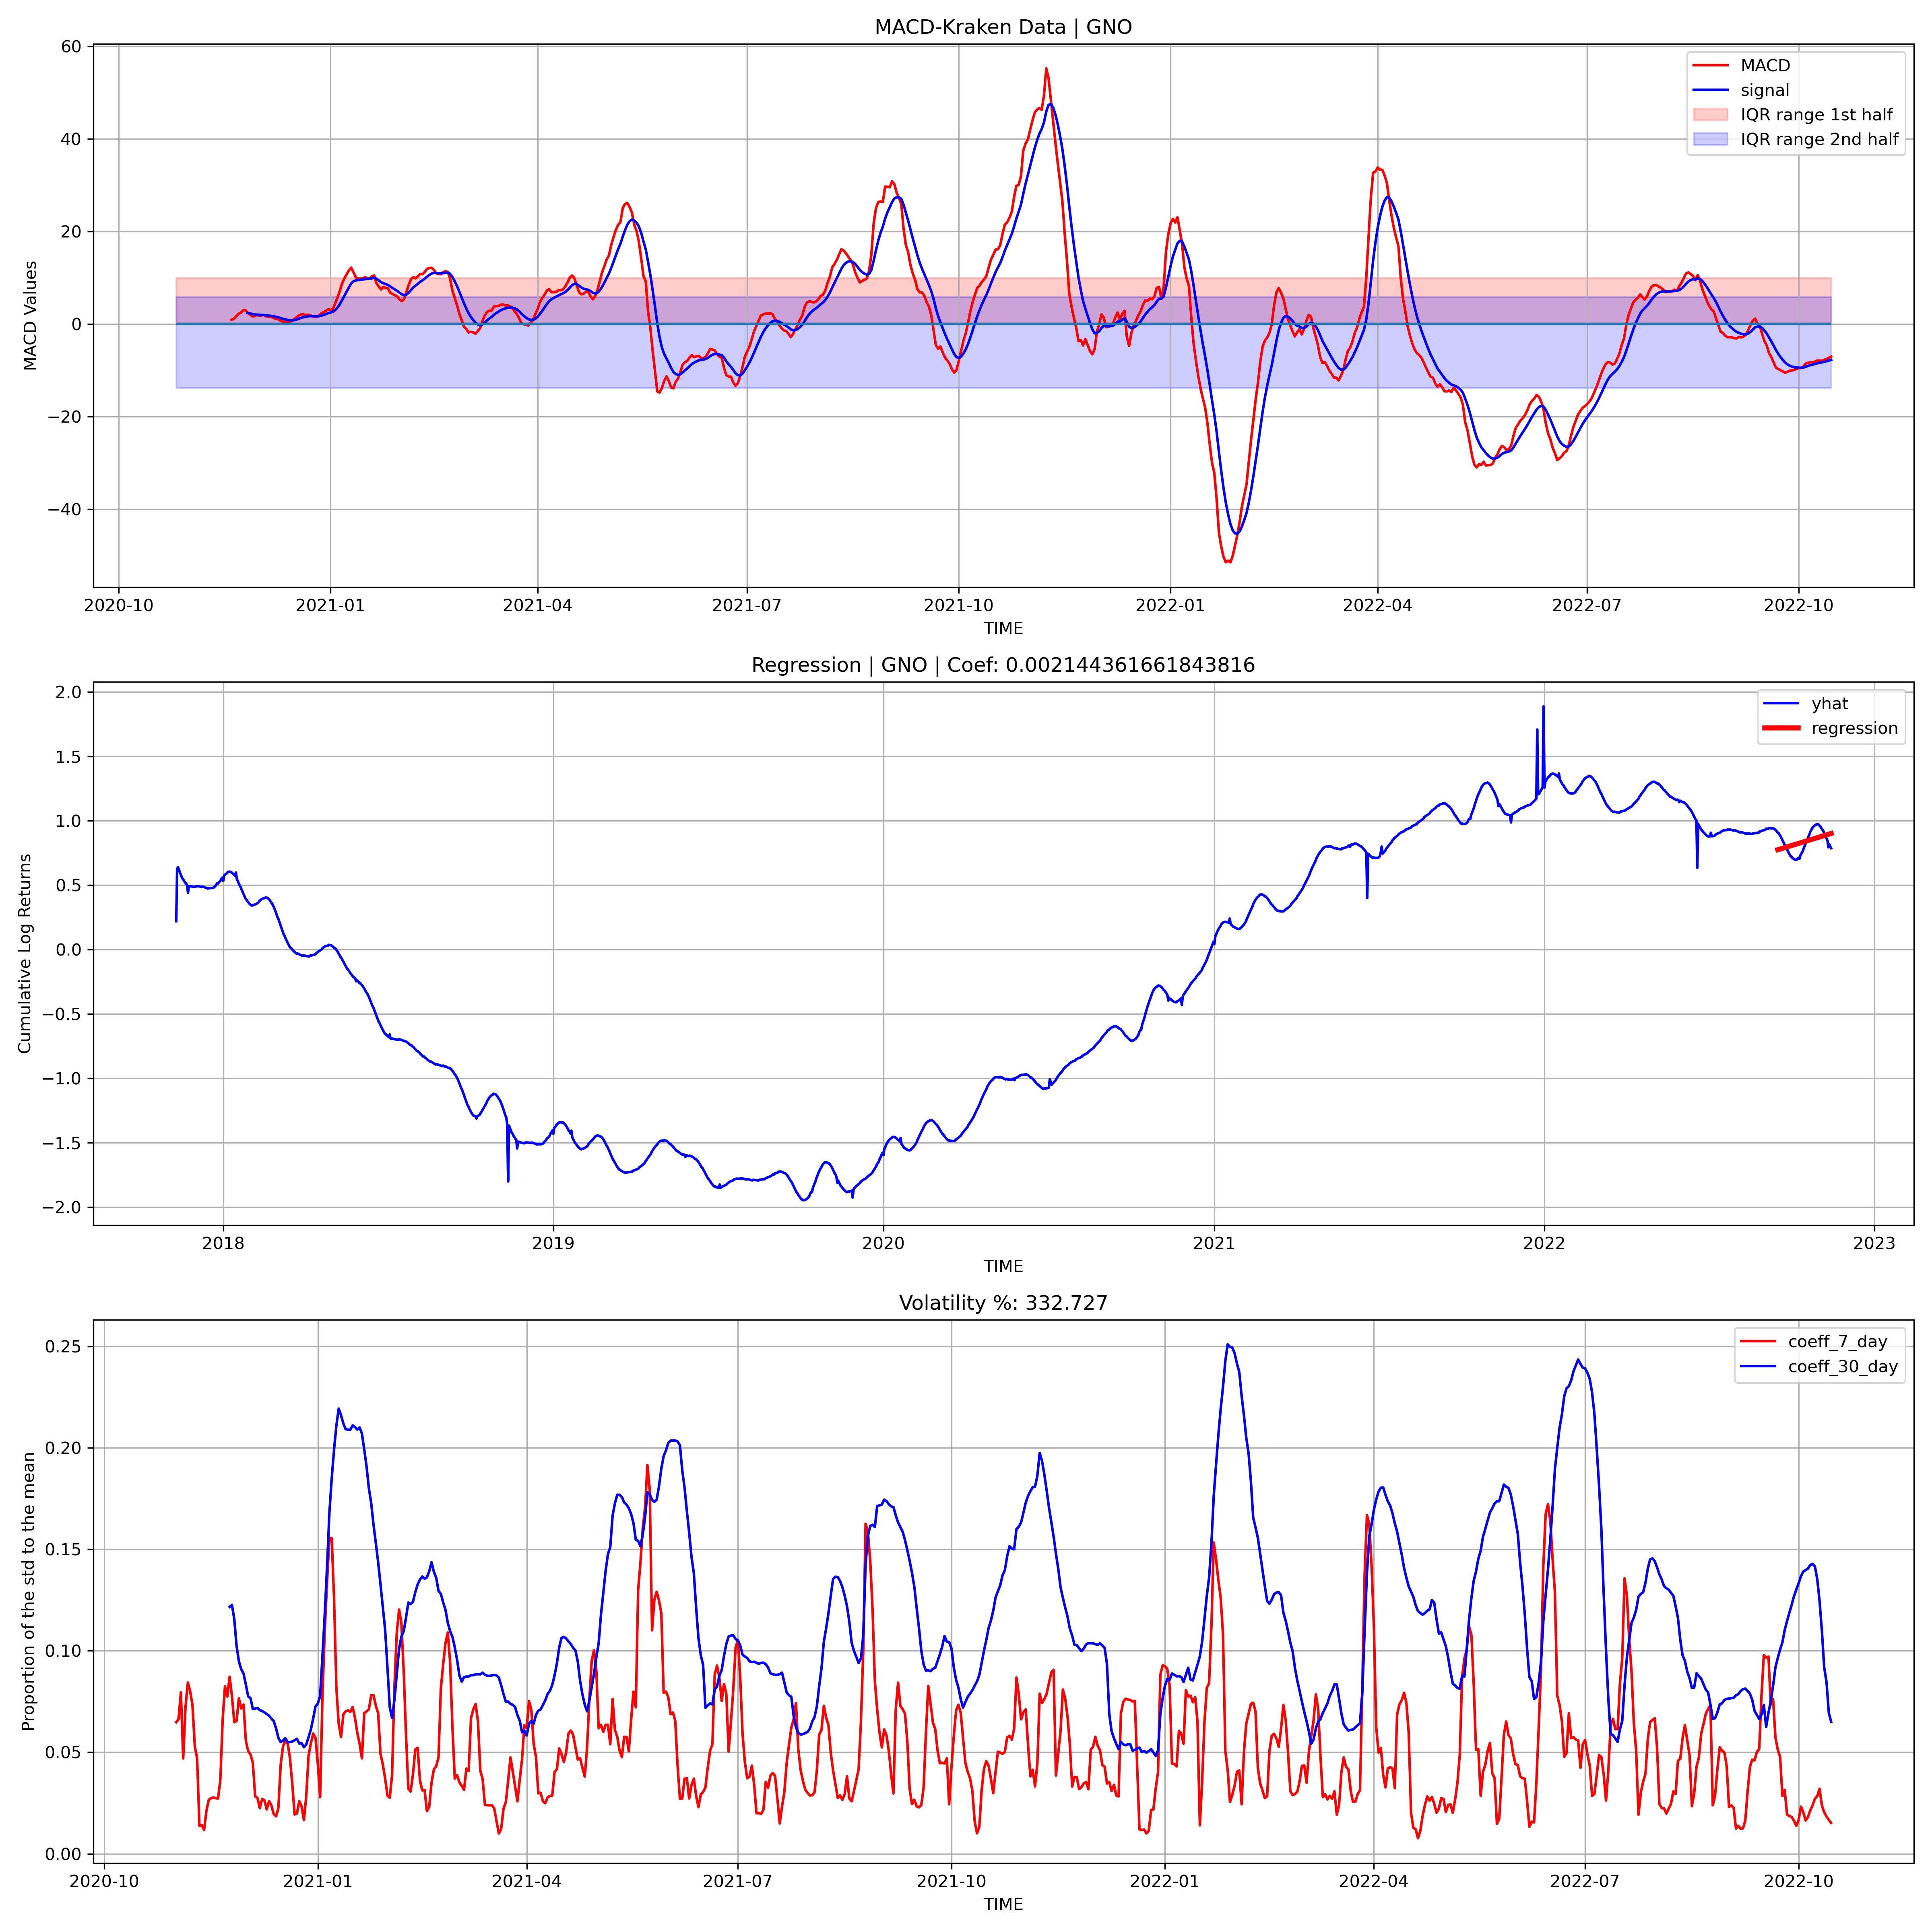 MACD-Kraken Data | GNO
MACD Values
60
40
20
0
−20
−40
MACD
signal
IQR range 1st half
IQR range 2nd half
2020-10 2021-01 2021-04 2021-07 2021-10 2022-01 2022-04 2022-07 2022-10
TIME
Regression | GNO | Coef: 0.002144361661843816
Cumulative Log Returns
2.0
1.5
1.0
0.5
0.0
−0.5
−1.0
−1.5
−2.0
yhat
regression
2018 2019 2020 2021 2022 2023
TIME
Volatility %: 332.727
Proportion of the std to the mean
0.25
0.20
0.15
0.10
0.05
0.00
coeff_7_day
coeff_30_day
2020-10 2021-01 2021-04 2021-07 2021-10 2022-01 2022-04 2022-07 2022-10
TIME